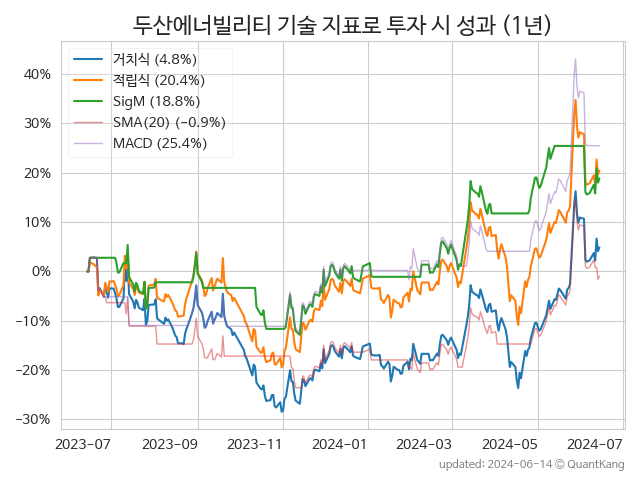 두산에너빌리티 기술 지표로 투자 시 성과 (1년)
거치식 (4.8%)
적립식 (20.4%)
SigM (18.8%)
SMA(20) (−0.9%)
MACD (25.4%)
40%
30%
20%
10%
0%
−10%
−20%
−30%
2023-07 2023-09 2023-11 2024-01 2024-03 2024-05 2024-07
updated: 2024-06-14 © QuantKang